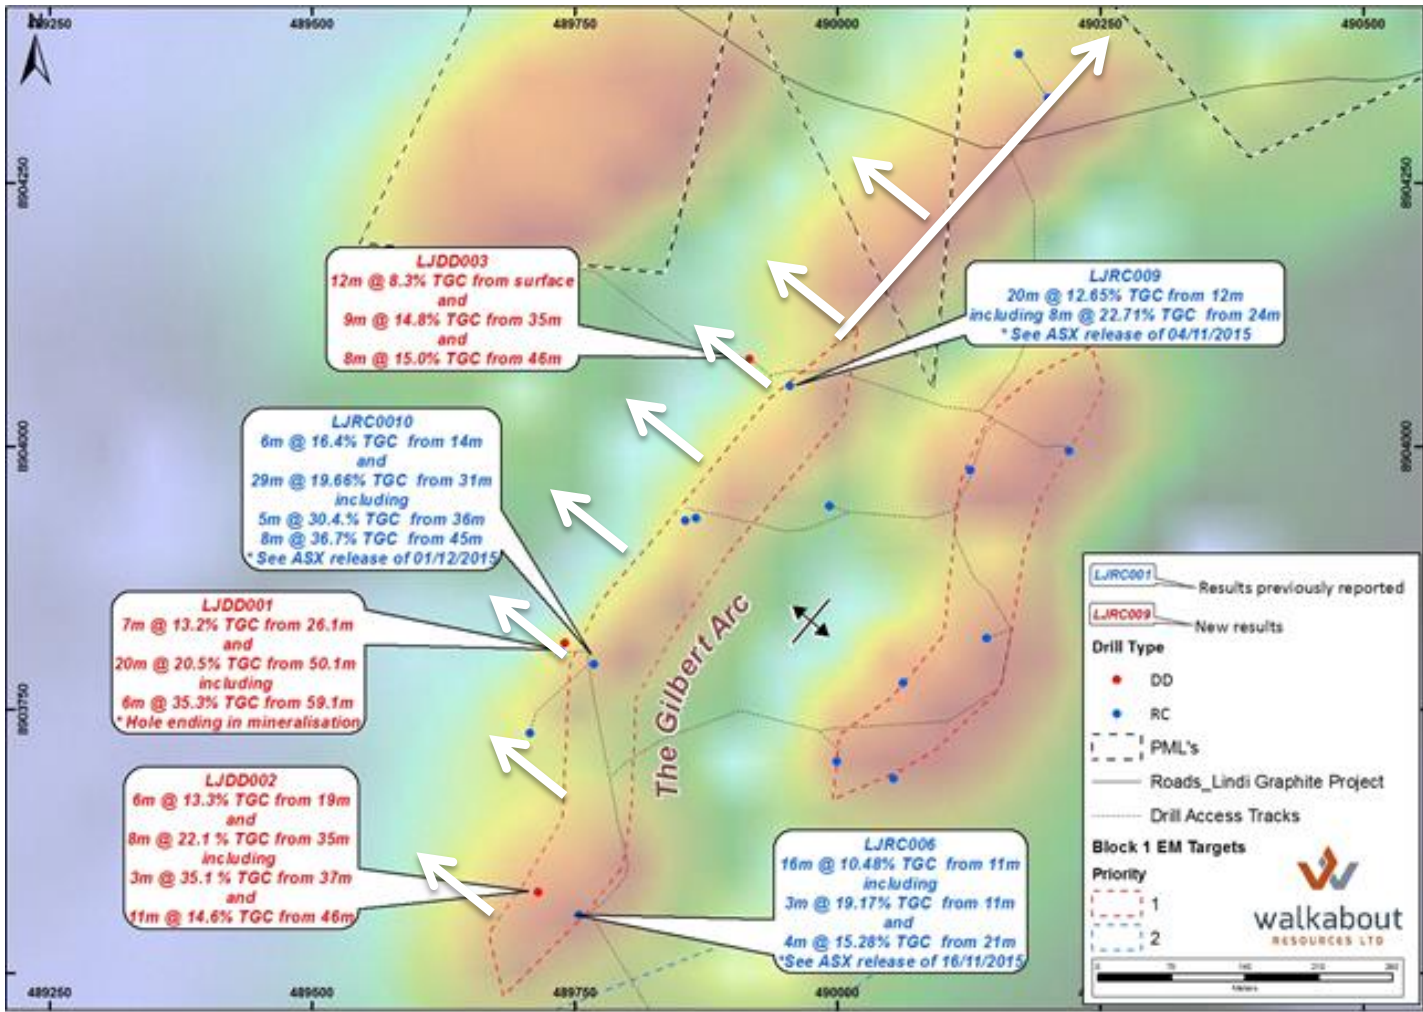 489250
489500
489750
490000
490250
490500
N
8904250
8904250
LJDD003
12m @ 8.3% TGC from surface
and
9m @ 14.8% TGC from 35m
and
8m @ 15.0% TGC from 46m
LJRC009
20m @ 12.65% TGC from 12m
including 8m @ 22.71% TGC from 24m
* See ASX release of 04/11/2015
8904000
8904000
LJRC0010
6m @ 16.4% TGC from 14m
and
29m @ 19.66% TGC from 31m
including
5m @ 30.4.% TGC from 36m
8m @ 36.7% TGC from 45m
* See ASX release of 01/12/2015
LJDD001
7m @ 13.2% TGC from 26.1m
and
20m @ 20.5% TGC from 50.1m
including
6m @ 35.3% TGC from 59.1m
* Hole ending in mineralisation
The Gilbert Arc
8903750
LJDD002
6m @ 13.3% TGC from 19m
and
8m @ 22.1 % TGC from 35m
including
3m @ 35.1 % TGC from 37m
and
11m @ 14.6% TGC from 46m
LJRC006
16m @ 10.48% TGC from 11m
including
3m @ 19.17% TGC from 11m
and
4m @ 15.28% TGC from 21m
*See ASX release of 16/11/2015
LJRC001
Results previously reported
LJRC009
New results
Drill Type
DD
RC
PML's
Roads_Lindi Graphite Project
Drill Access Tracks
Block 1 EM Targets
Priority
1
2
walkabout
RESOURCES LTD
0
70
140
210
280
Meters
489250
489500
489750
490000